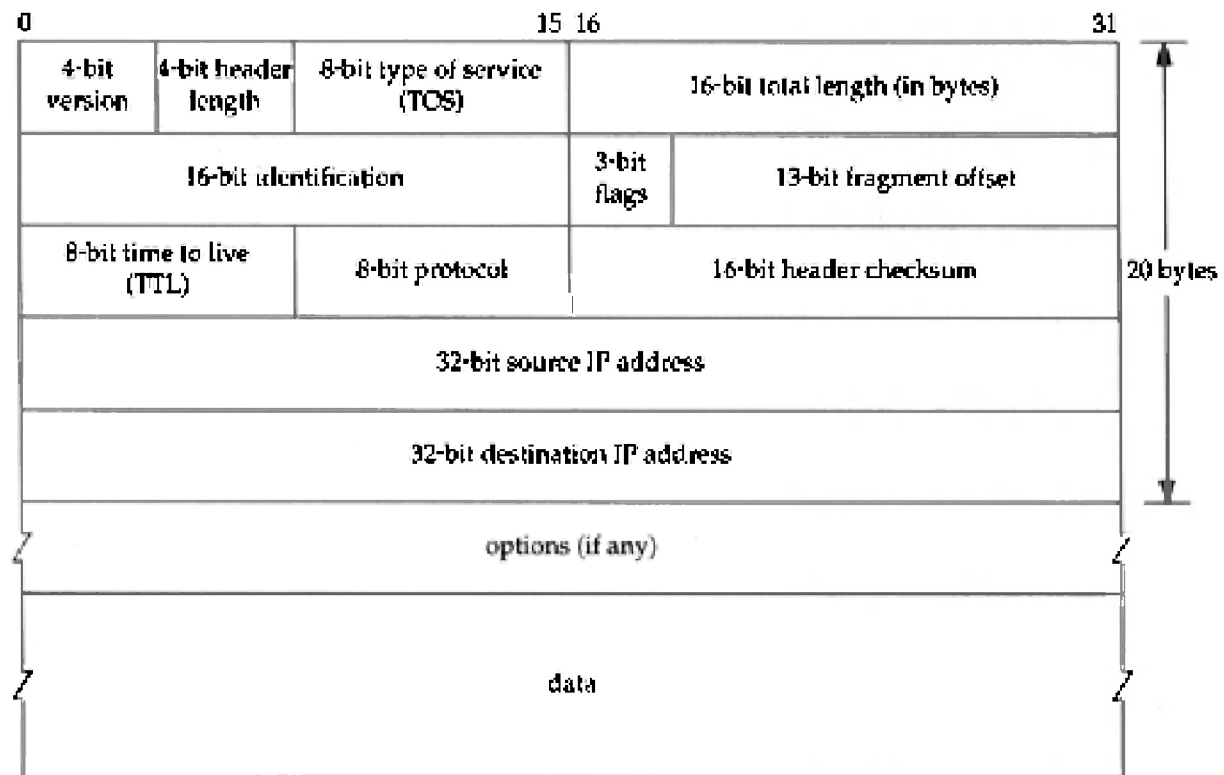 0 15 16 31
4-bit version
4-bit header length
8-bit type of service (TOS)
16-bit total length (in bytes)
16-bit identification
3-bit flags
13-bit fragment offset
8-bit time to live (TTL)
8-bit protocol
16-bit header checksum
20 bytes
32-bit source IP address
32-bit destination IP address
options (if any)
data